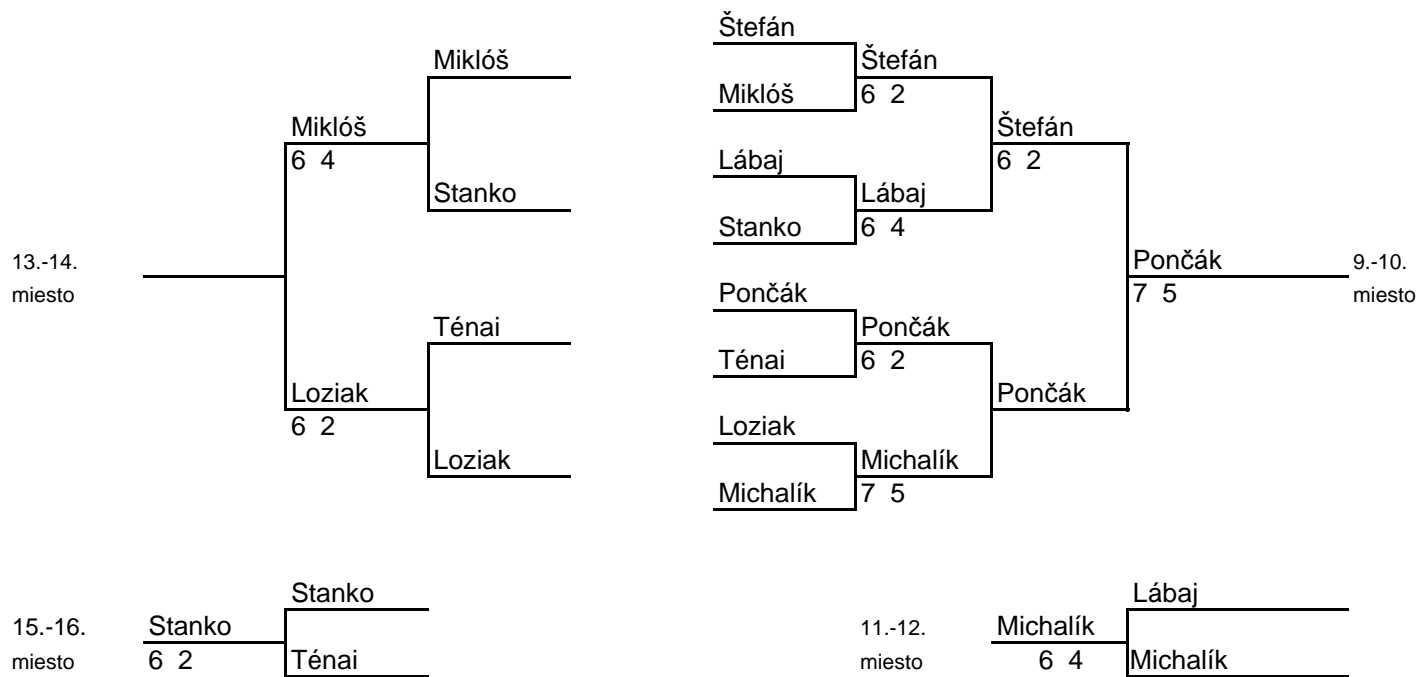 Štefán
Miklóš Štefán
Miklóš 6 2
Miklóš Štefán
6 4 Lábaj 6 2
Stanko Lábaj
Stanko 6 4
13.-14. Pončák 9.-10.
miesto Pončák 7 5 miesto
Ténai Pončák
Ténai 6 2
Loziak Pončák
6 2 Loziak
Loziak Michalík
Michalík 7 5
Stanko Lábaj
15.-16. Stanko 11.-12. Michalík
miesto 6 2 Ténai miesto 6 4 Michalík